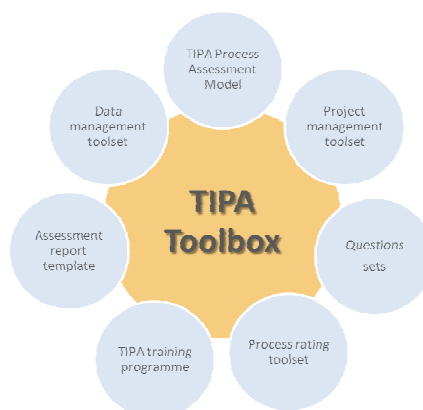 TIPA Process
Assessment
Model
Data
management
toolset
Project
management
toolset
TIPA
Toolbox
Assessment
report
template
Questions
sets
TIPA training
programme
Process rating
toolset